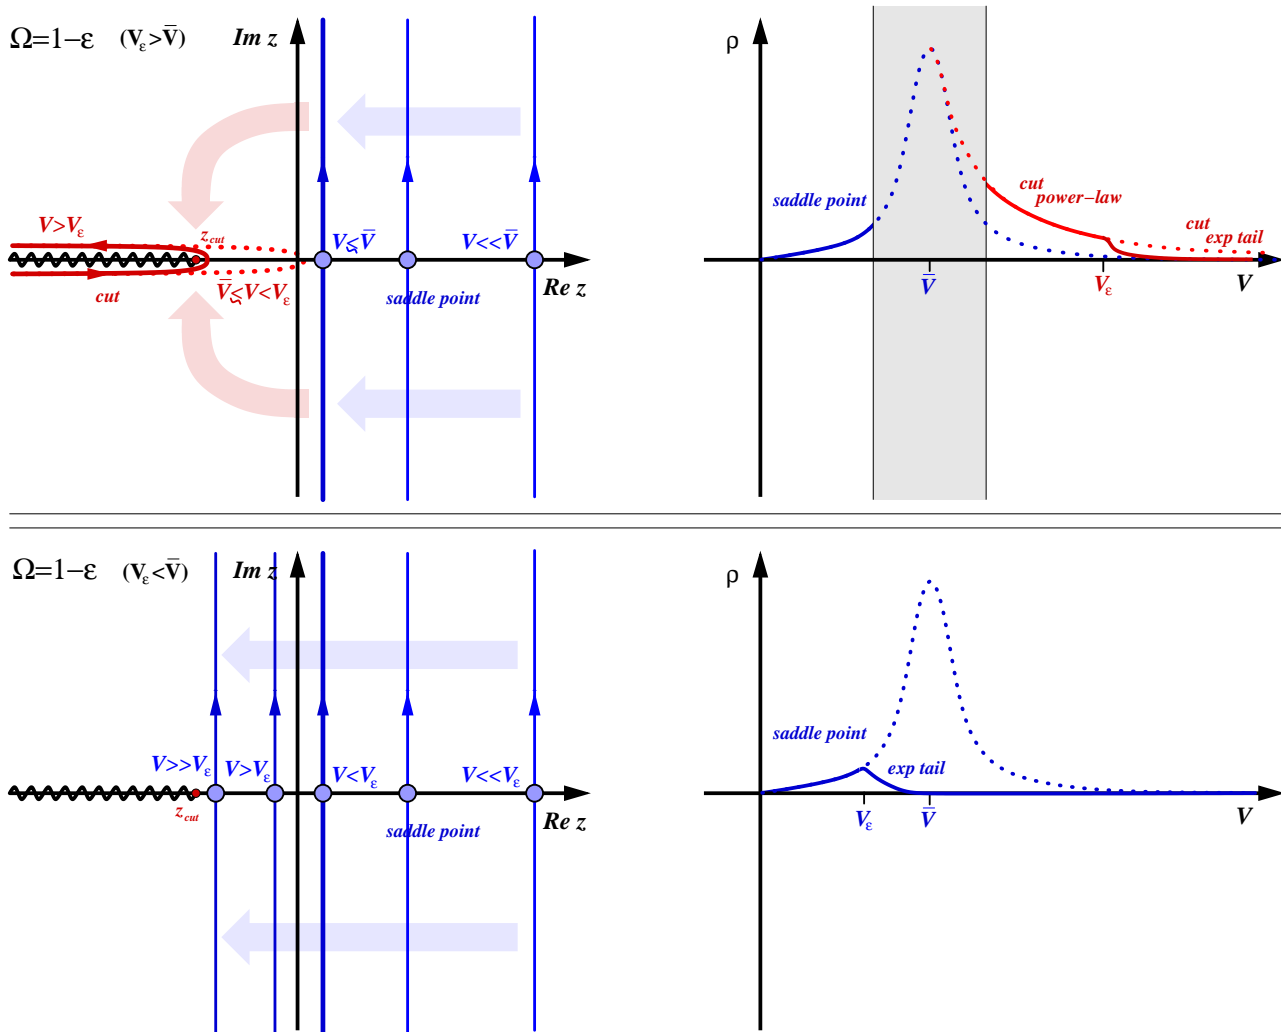 Ω=1−ε (V_ε>V̄)
Im z
ρ
V>V_ε
z_cut
V≲V̄
V<<V̄
cut
V̄≲V<V_ε
saddle point
Re z
saddle point
cut power−law
cut exp tail
V̄
V_ε
V
Ω=1−ε (V_ε<V̄)
Im z
ρ
V>>V_ε
V>V_ε
V<V_ε
V<<V_ε
z_cut
saddle point
Re z
saddle point
exp tail
V_ε
V̄
V